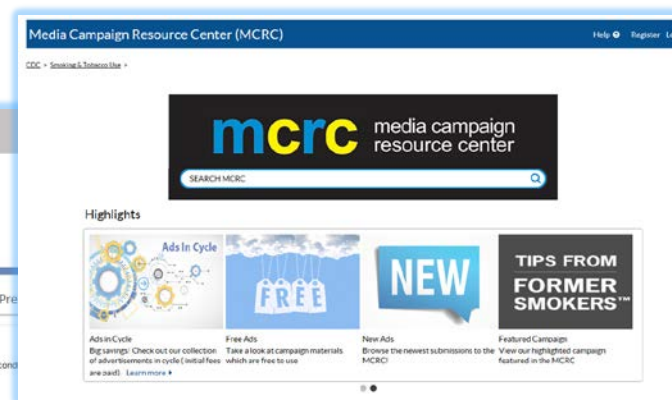 Media Campaign Resource Center (MCRC)
Help Register
CDC Smoking & Tobacco Use
mcrc media campaign
resource center
SEARCH MCRC
Highlights
Ads In Cycle
FREE
NEW
TIPS FROM
FORMER
SMOKERS™
Ads in Cycle
Big savings! Check out our collection
of advertisements in cycle (initial fees
are paid). Learn more
Free Ads
Take a look at campaign materials
which are free to use
New Ads
Browse the newest submissions to the
MCRC!
Featured Campaign
View our highlighted campaign
featured in the MCRC